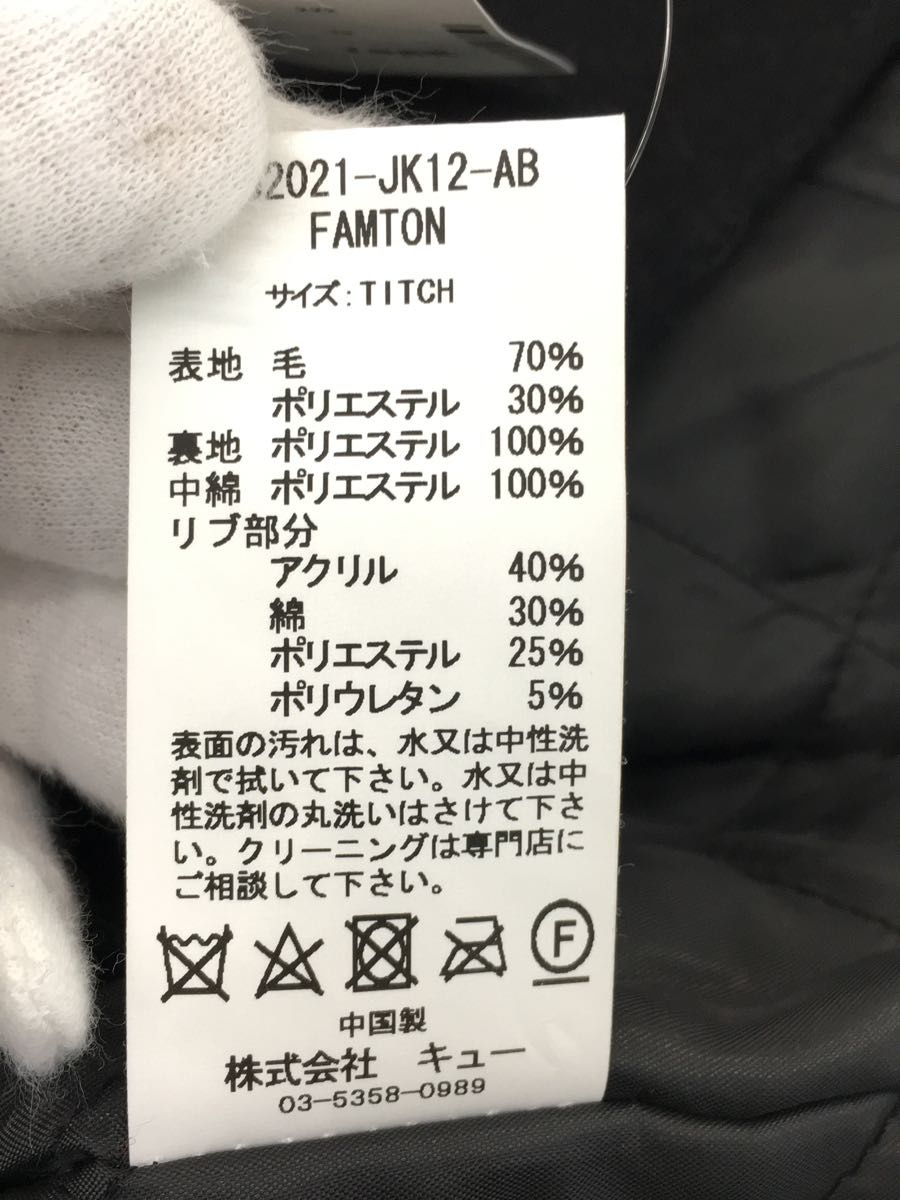 2021-JK12-AB
FAMTON
サイズ:TITCH
表地 毛 70%
ポリエステル 30%
裏地 ポリエステル 100%
中綿 ポリエステル 100%
リブ部分
アクリル 40%
綿 30%
ポリエステル 25%
ポリウレタン 5%
表面の汚れは、水又は中性洗
剤で拭いて下さい。水又は中
性洗剤の丸洗いはさけて下さ
い。クリーニングは専門店に
ご相談して下さい。
F
中国製
株式会社 キュー
03-5358-0989